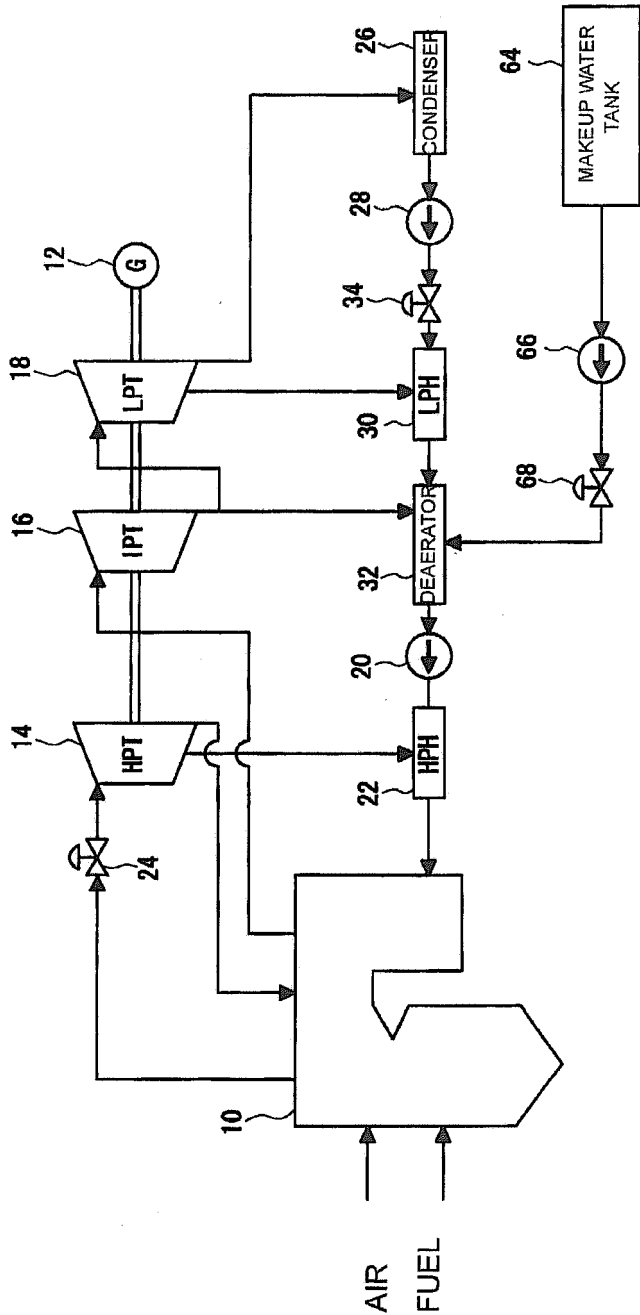 12
G
18
LPT
16
IPT
14
HPT
24
26
CONDENSER
28
34
30
LPH
32
DEAERATOR
20
22
HPH
10
64
MAKEUP WATER
TANK
66
68
AIR
FUEL